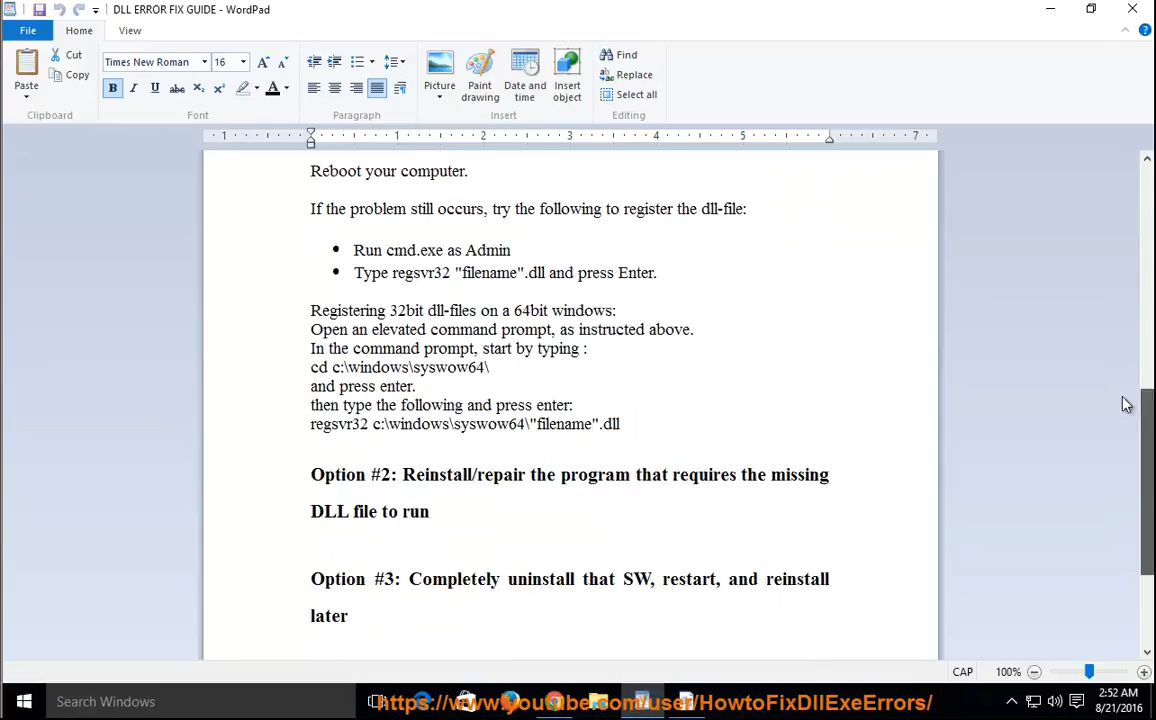 DLL ERROR FIX GUIDE - WordPad
File
Home
View
Paste
Cut
Copy
Clipboard
Times New Roman
16
Font
Paragraph
Picture
Paint drawing
Date and time
Insert object
Insert
Find
Replace
Select all
Editing
1 1 2 3 4 5 7
Reboot your computer.
If the problem still occurs, try the following to register the dll-file:
• Run cmd.exe as Admin
• Type regsvr32 "filename".dll and press Enter.
Registering 32bit dll-files on a 64bit windows:
Open an elevated command prompt, as instructed above.
In the command prompt, start by typing :
cd c:\windows\syswow64\
and press enter.
then type the following and press enter:
regsvr32 c:\windows\syswow64\"filename".dll
Option #2: Reinstall/repair the program that requires the missing
DLL file to run
Option #3: Completely uninstall that SW, restart, and reinstall
later
CAP
100%
Search Windows
https://www.youtube.com/user/HowtoFixDllExeErrors/
2:52 AM
8/21/2016